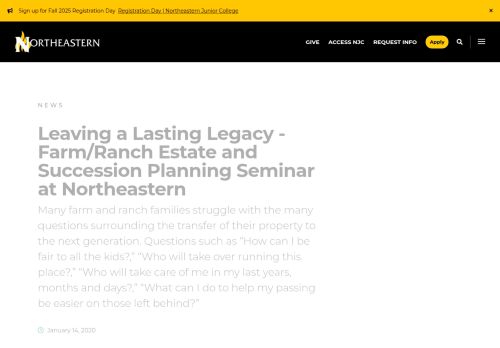 Sign up for Fall 2025 Registration Day Registration Day | Northeastern Junior College ×
NORTHEASTERN GIVE ACCESS NJC REQUEST INFO Apply
NEWS
Leaving a Lasting Legacy -
Farm/Ranch Estate and
Succession Planning Seminar
at Northeastern
Many farm and ranch families struggle with the many
questions surrounding the transfer of their property to
the next generation. Questions such as “How can I be
fair to all the kids?,” “Who will take over running this
place?,” “Who will take care of me in my last years,
months and days?,” “What can I do to help my passing
be easier on those left behind?”
January 14, 2020